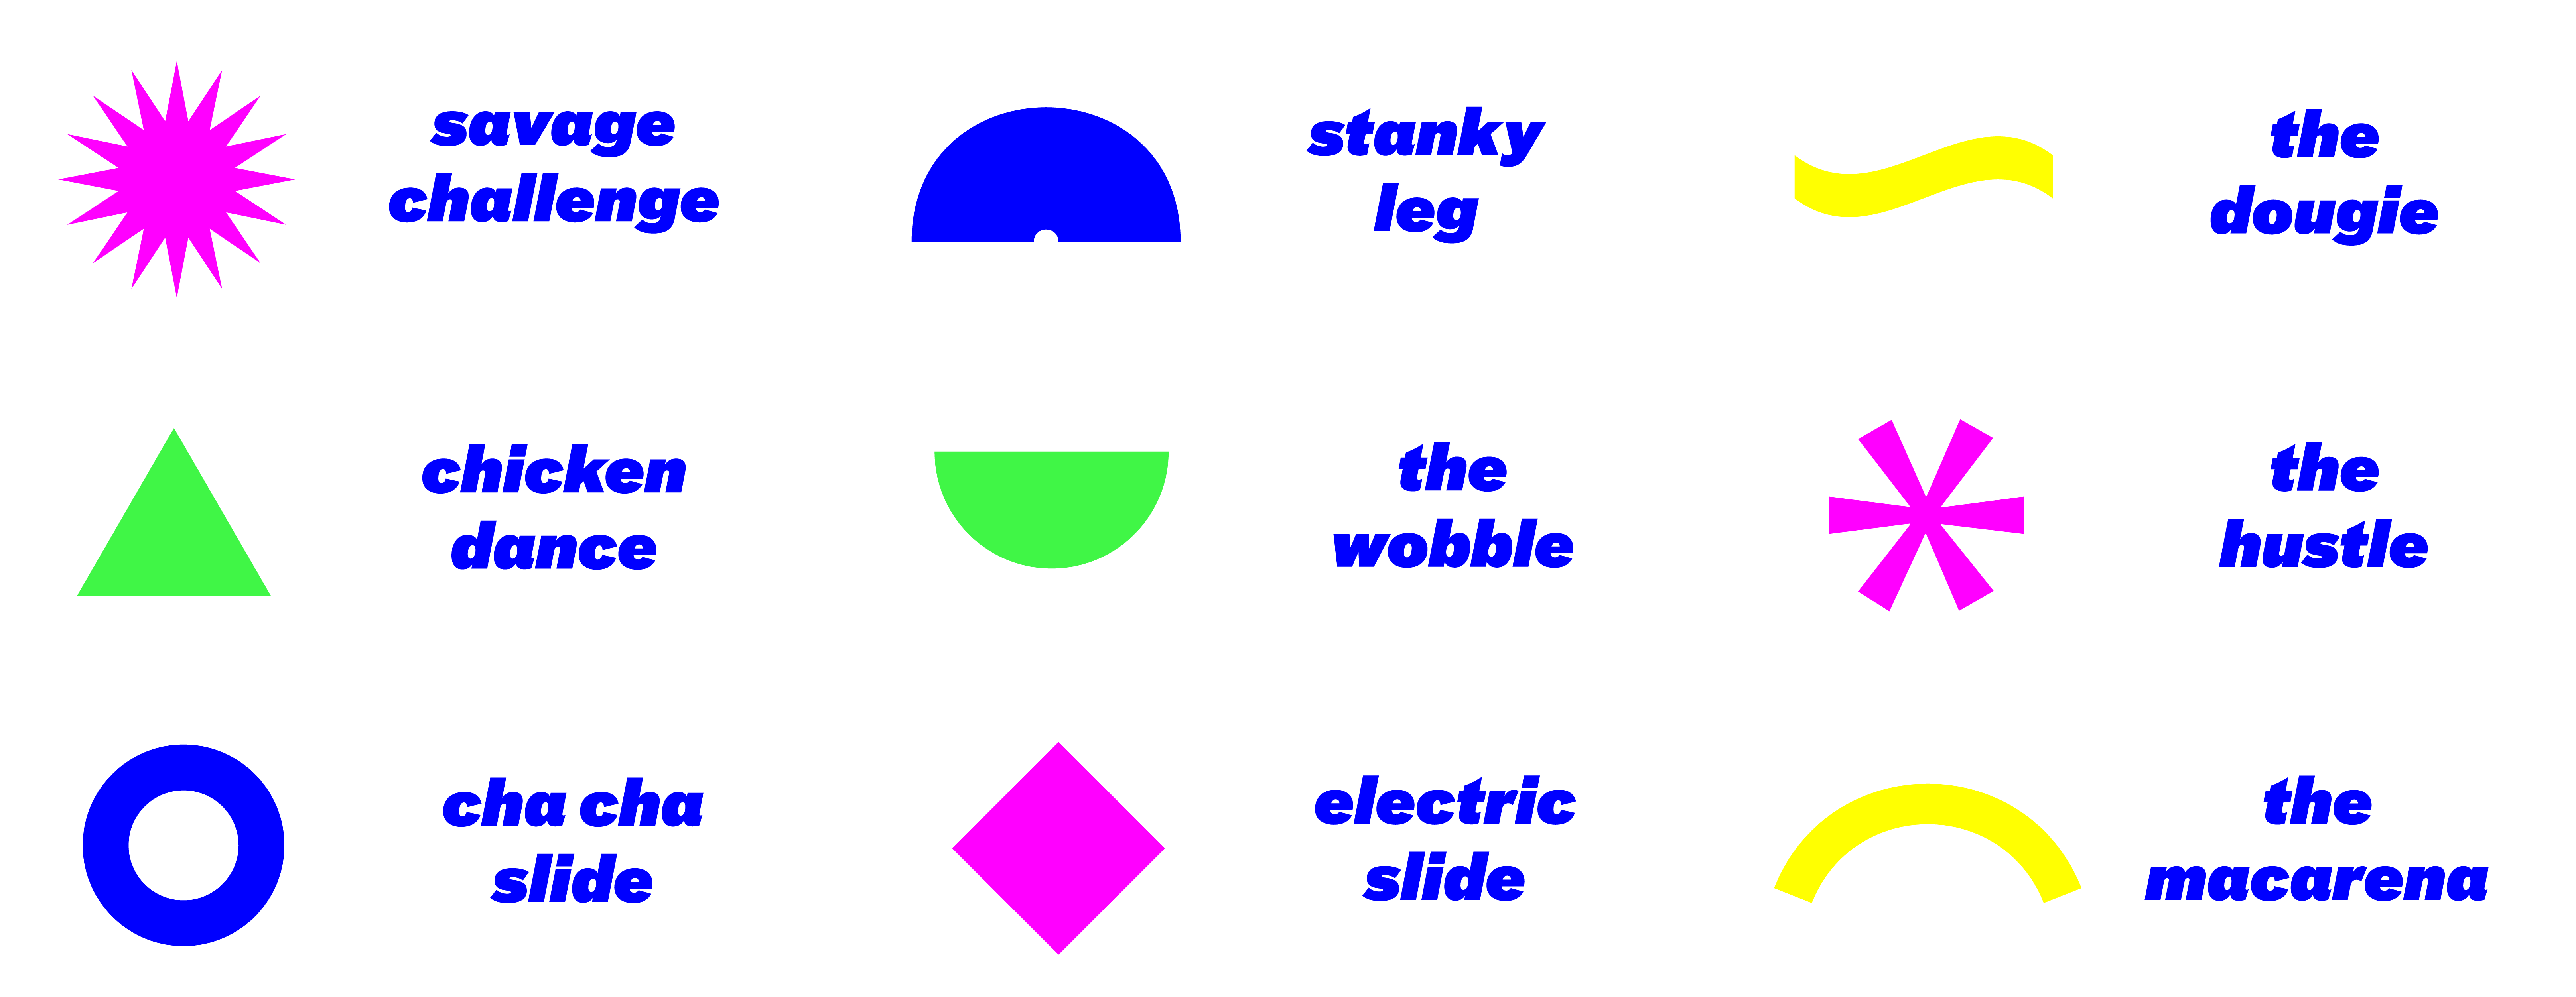 savage
challenge
stanky
leg
the
dougie
chicken
dance
the
wobble
the
hustle
cha cha
slide
electric
slide
the
macarena